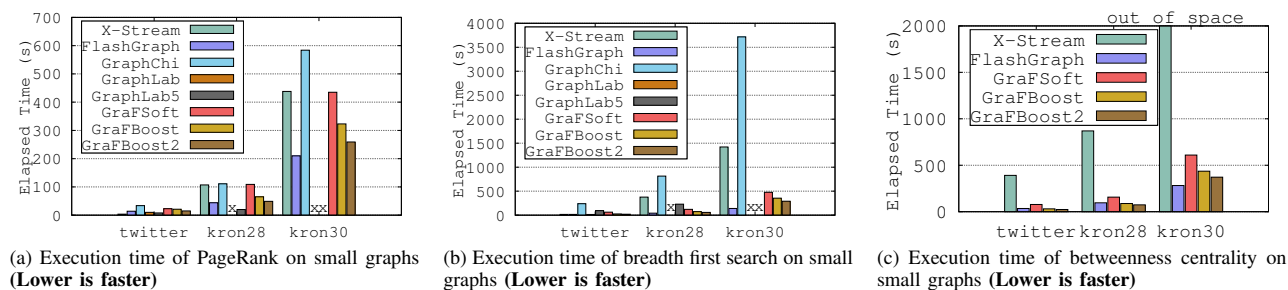 Elapsed Time (s)
700
600
500
400
300
200
100
0
X-Stream
FlashGraph
GraphChi
GraphLab
GraphLab5
GraFSoft
GraFBoost
GraFBoost2
X
XX
twitter kron28 kron30
(a) Execution time of PageRank on small graphs
(Lower is faster)
Elapsed Time (s)
4000
3500
3000
2500
2000
1500
1000
500
0
X-Stream
FlashGraph
GraphChi
GraphLab
GraphLab5
GraFSoft
GraFBoost
GraFBoost2
XX
XX
twitter kron28 kron30
(b) Execution time of breadth first search on small
graphs (Lower is faster)
out of space
Elapsed Time (s)
2000
1500
1000
500
0
X-Stream
FlashGraph
GraFSoft
GraFBoost
GraFBoost2
twitter kron28 kron30
(c) Execution time of betweenness centrality on
small graphs (Lower is faster)